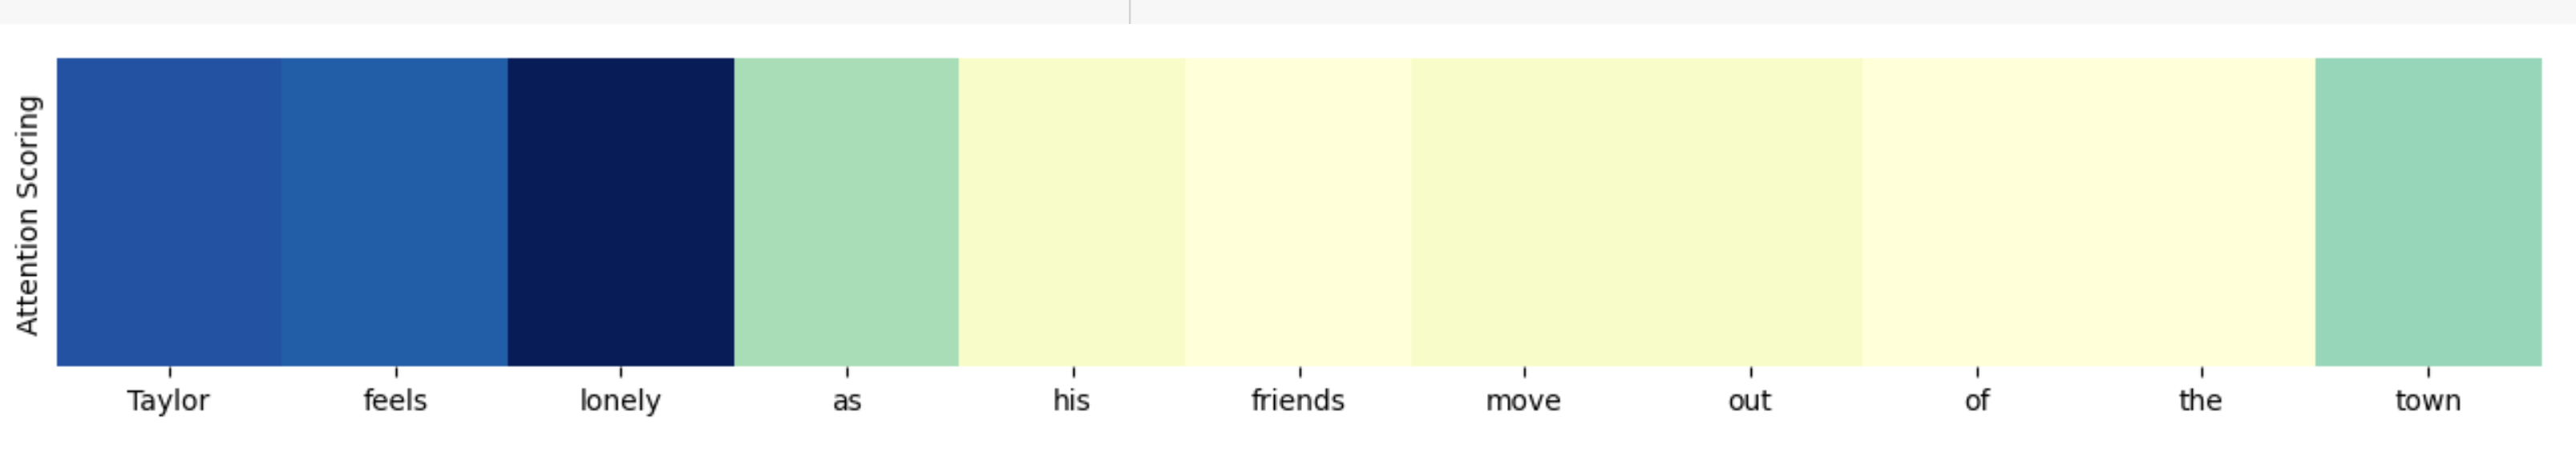 Attention Scoring
Taylor feels lonely as his friends move out of the town